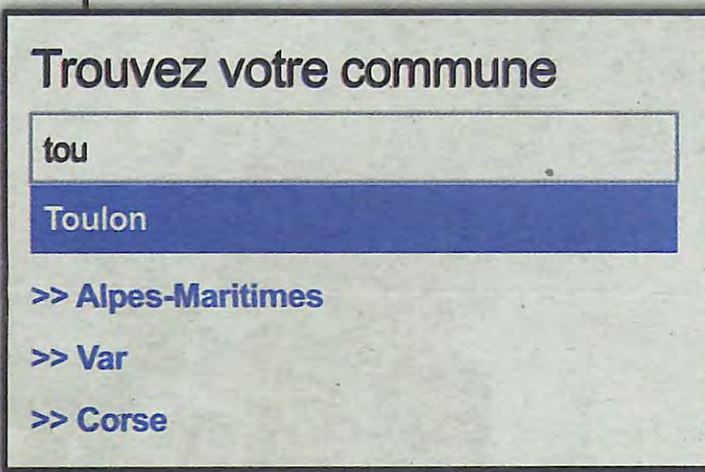 Trouvez votre commune
tou
Toulon
>> Alpes-Maritimes
>> Var
>> Corse